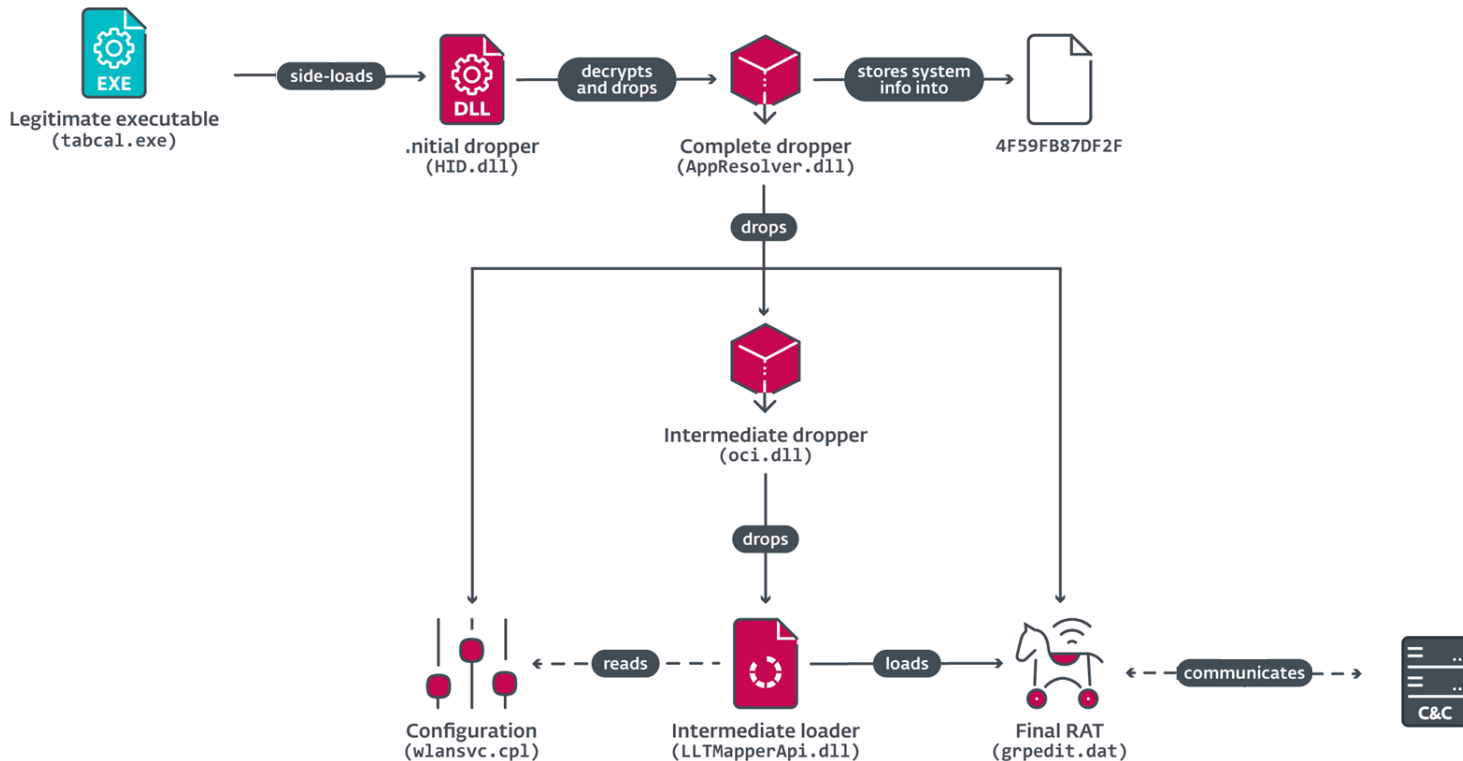 EXE
side-loads
DLL
decrypts
and drops
stores system
info into
Legitimate executable
(tabcal.exe)
.nitial dropper
(HID.dll)
Complete dropper
(AppResolver.dll)
4F59FB87DF2F
drops
Intermediate dropper
(oci.dll)
drops
reads
loads
communicates
C&C
Configuration
(wlansvc.cpl)
Intermediate loader
(LLTMapperApi.dll)
Final RAT
(grpedit.dat)